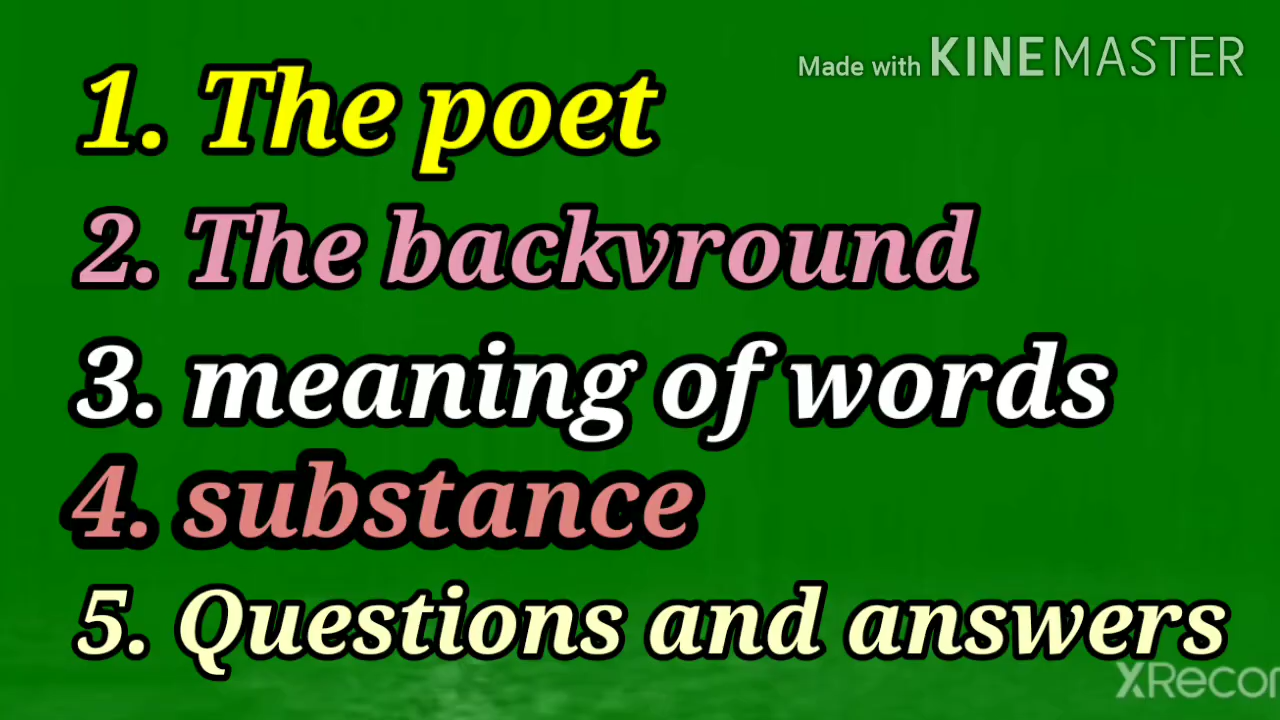 Made with KINEMASTER
1. The poet
2. The backvround
3. meaning of words
4. substance
5. Questions and answers
XRecor